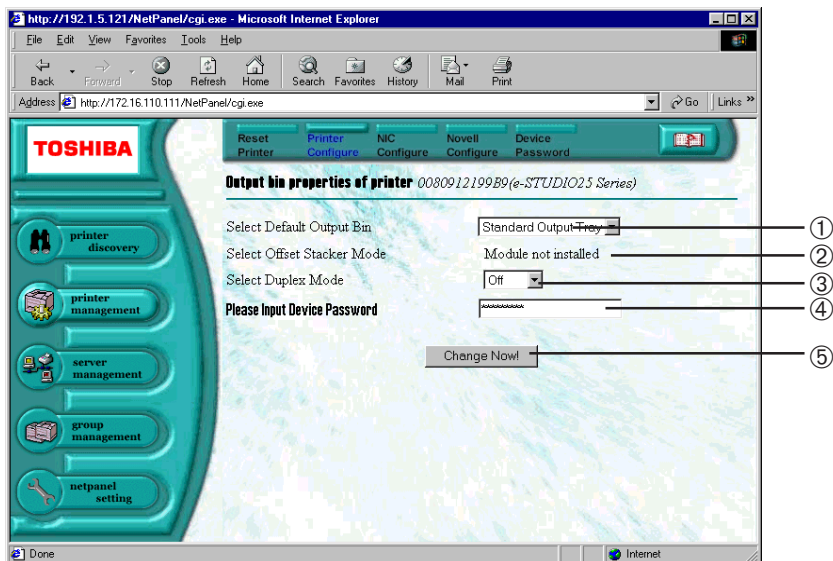 http://192.1.5.121/NetPanel/cgi.exe - Microsoft Internet Explorer
File Edit View Favorites Tools Help
Back Forward Stop Refresh Home Search Favorites History Mail Print
Address http://172.16.110.111/NetPanel/cgi.exe Go Links »
TOSHIBA
Reset Printer
Printer Configure
NIC Configure
Novell Configure
Device Password
Output bin properties of printer 0080912199B9(e-STUDIO25 Series)
printer discovery
printer management
server management
group management
netpanel setting
Select Default Output Bin Standard Output Tray ①
Select Offset Stacker Mode Module not installed ②
Select Duplex Mode Off ③
Please Input Device Password ********* ④
Change Now! ⑤
Done Internet